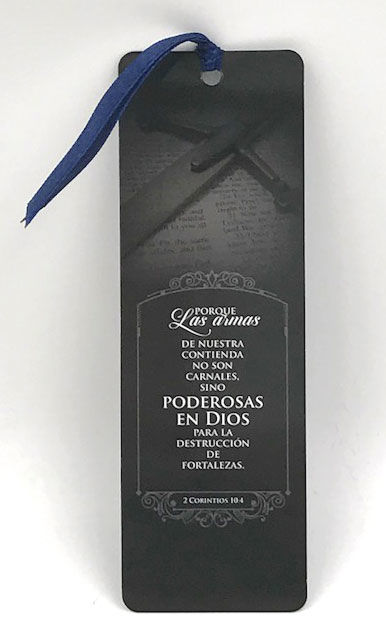 PORQUE
Las armas
DE NUESTRA
CONTIENDA
NO SON
CARNALES,
SINO
PODEROSAS
EN DIOS
PARA LA
DESTRUCCIÓN
DE
FORTALEZAS.
2 CORINTIOS 10:4